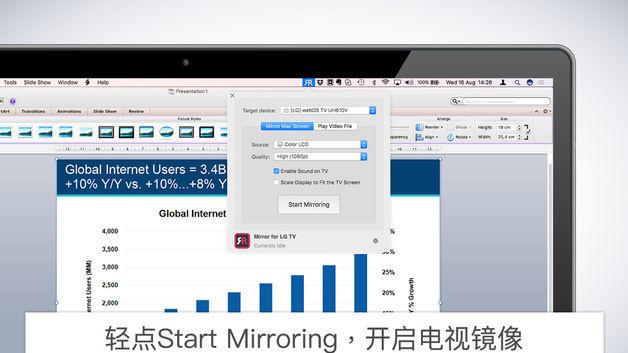 Tools Slide Show Window Help
100% Wed 16 Aug 14:26
Presentation1
Search in Presentation
Art Transitions Animations Slide Show Review
Picture Styles
Arrange
Reorder Group Height: 19 cm
Align Rotate Width: 25,4 cm
Target device: [LG] webOS TV UH610V
Mirror Mac Screen Play Video File
Source: Color LCD
Quality: High (1080p)
Enable Sound on TV
Scale Display to Fit the TV Screen
Start Mirroring
Mirror for LG TV
Currently idle
Global Internet Users = 3.4B
+10% Y/Y vs. +10%...+8% Y
Global Internet
4,000
3,500
3,000
2,500
2,000
30%
25%
20%
15%
Y% Growth
轻点Start Mirroring，开启电视镜像